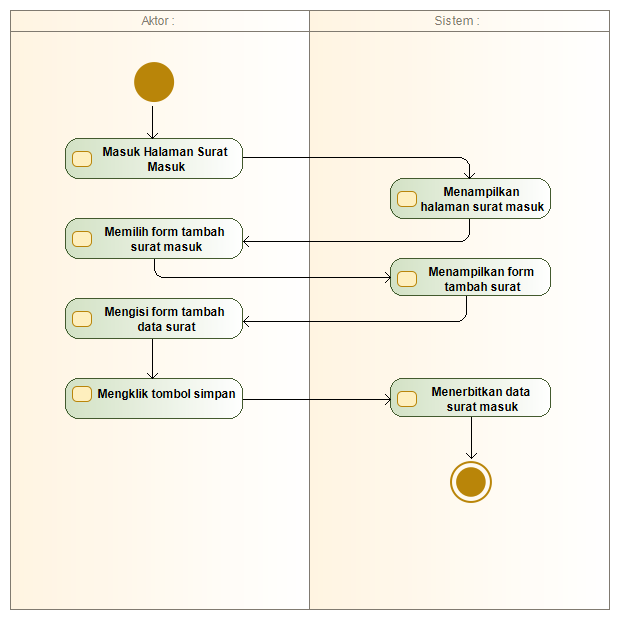 Aktor :
Sistem :
Masuk Halaman Surat
Masuk
Menampilkan
halaman surat masuk
Memilih form tambah
surat masuk
Menampilkan form
tambah surat
Mengisi form tambah
data surat
Mengklik tombol simpan
Menerbitkan data
surat masuk